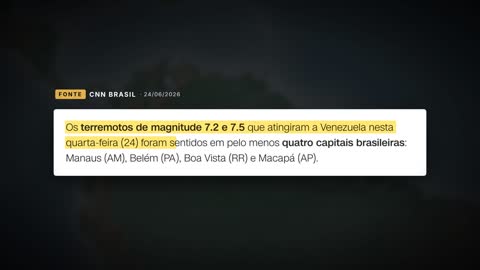 FONTE CNN BRASIL · 24/06/2026
Os terremotos de magnitude 7.2 e 7.5 que atingiram a Venezuela nesta
quarta-feira (24) foram sentidos em pelo menos quatro capitais brasileiras:
Manaus (AM), Belém (PA), Boa Vista (RR) e Macapá (AP).